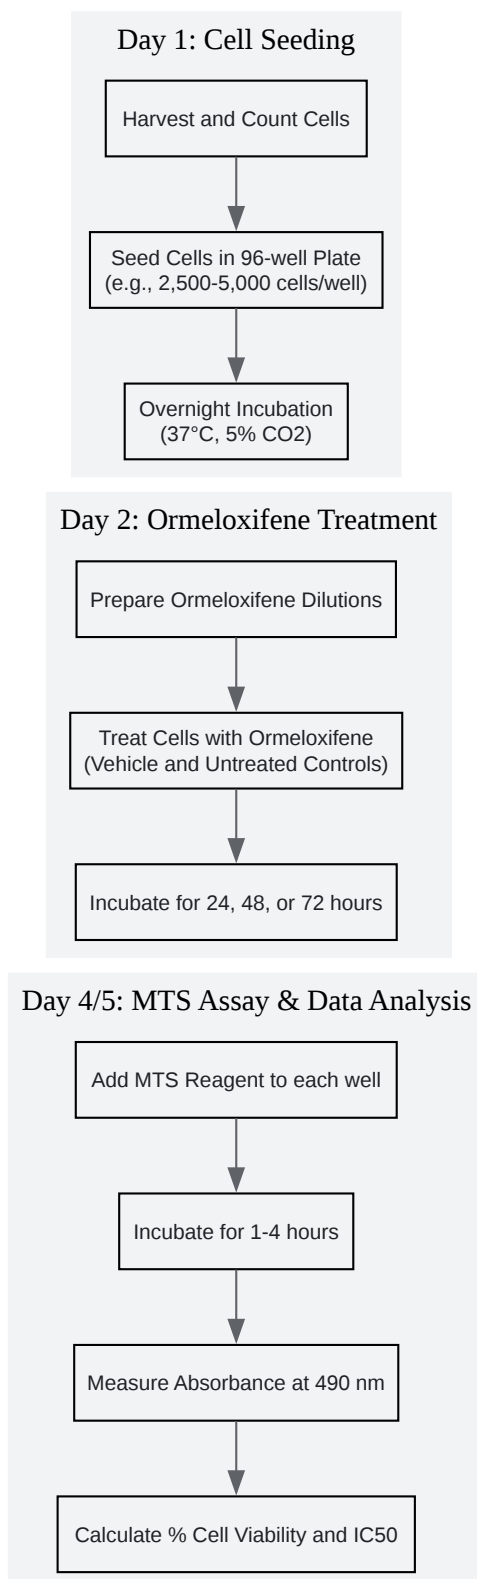 Day 1: Cell Seeding
Harvest and Count Cells
Seed Cells in 96-well Plate
(e.g., 2,500-5,000 cells/well)
Overnight Incubation
(37°C, 5% CO2)
Day 2: Ormeloxifene Treatment
Prepare Ormeloxifene Dilutions
Treat Cells with Ormeloxifene
(Vehicle and Untreated Controls)
Incubate for 24, 48, or 72 hours
Day 4/5: MTS Assay & Data Analysis
Add MTS Reagent to each well
Incubate for 1-4 hours
Measure Absorbance at 490 nm
Calculate % Cell Viability and IC50